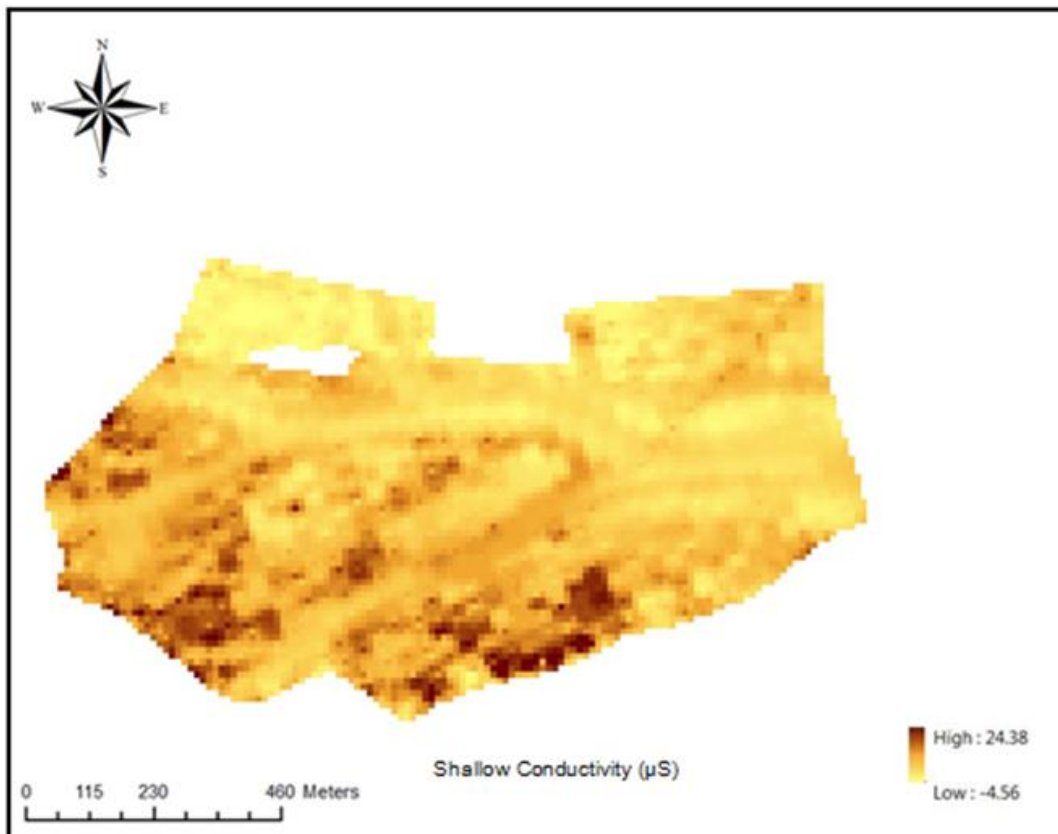 N
W E
S
High : 24.38
Shallow Conductivity (µS)
Low : -4.56
0 115 230 460 Meters